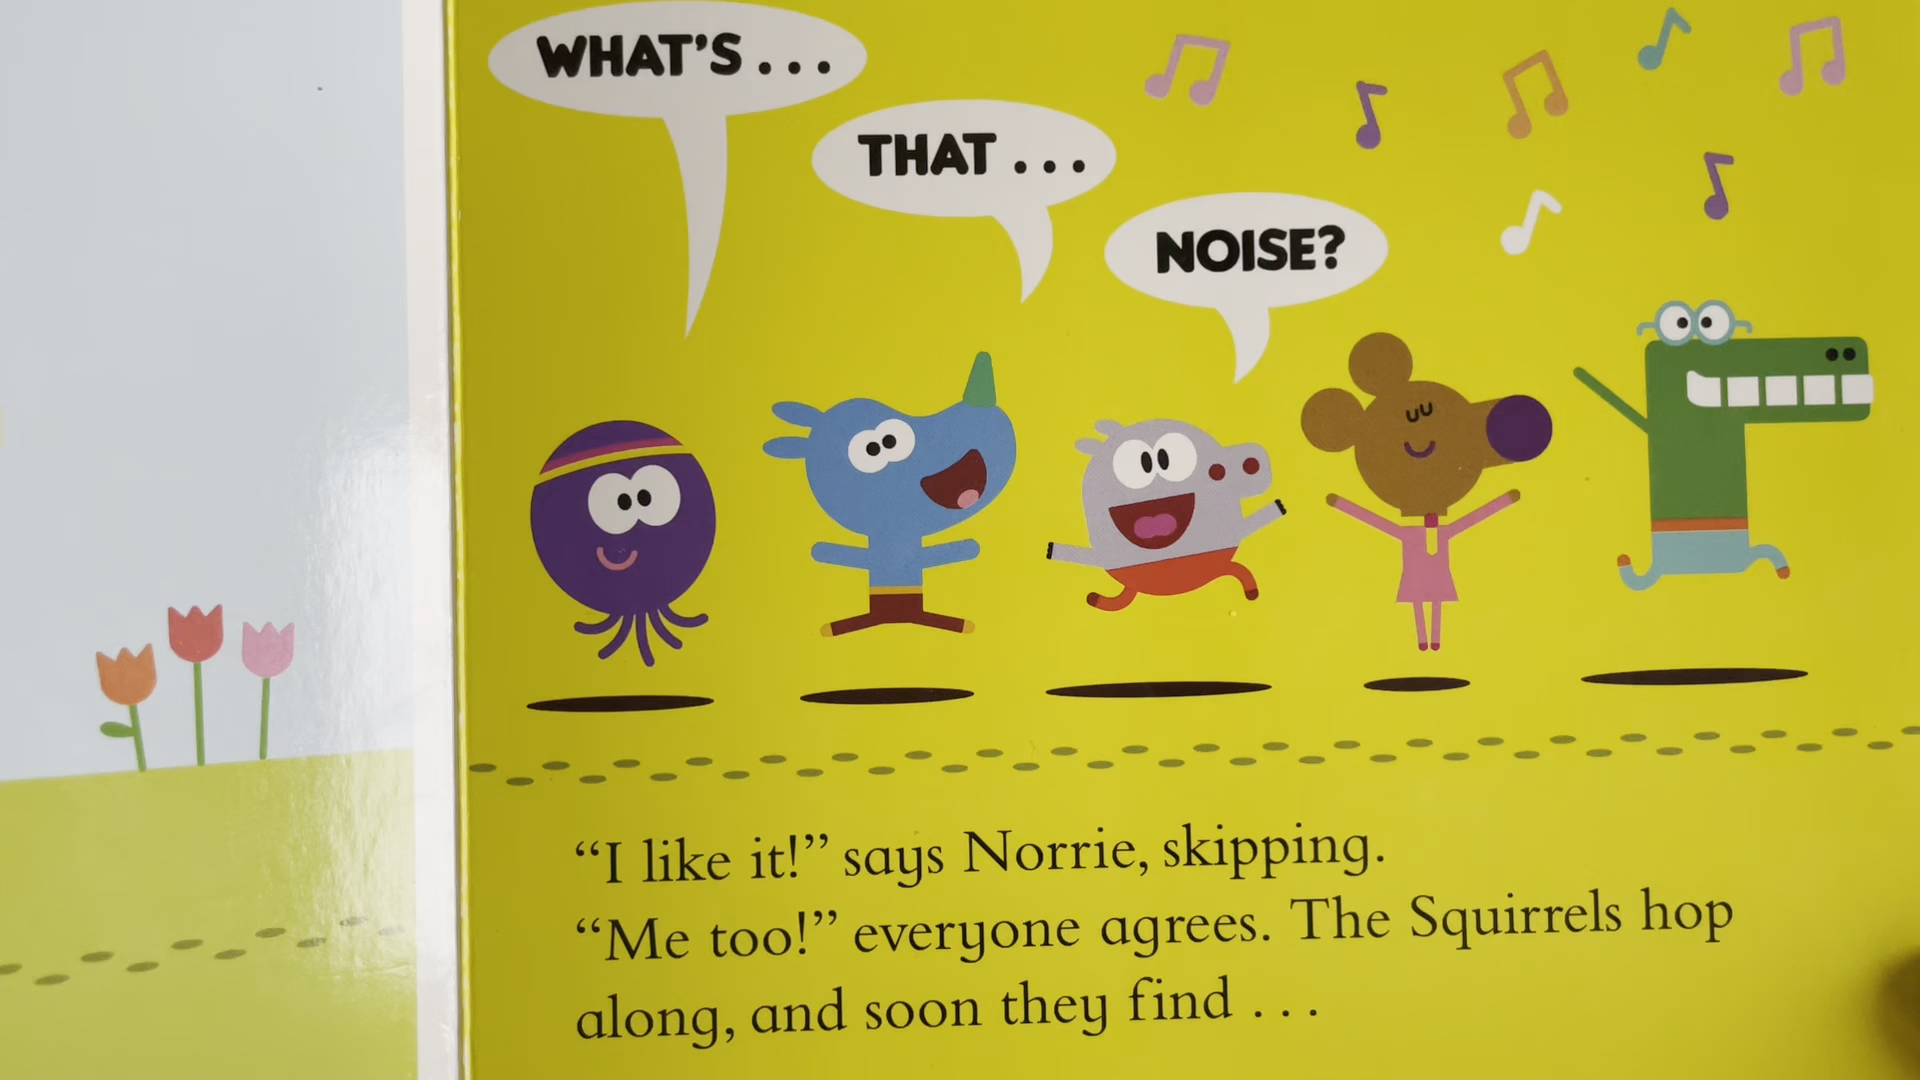 WHAT'S...
THAT...
NOISE?
“I like it!” says Norrie, skipping.
“Me too!” everyone agrees. The Squirrels hop
along, and soon they find . . .